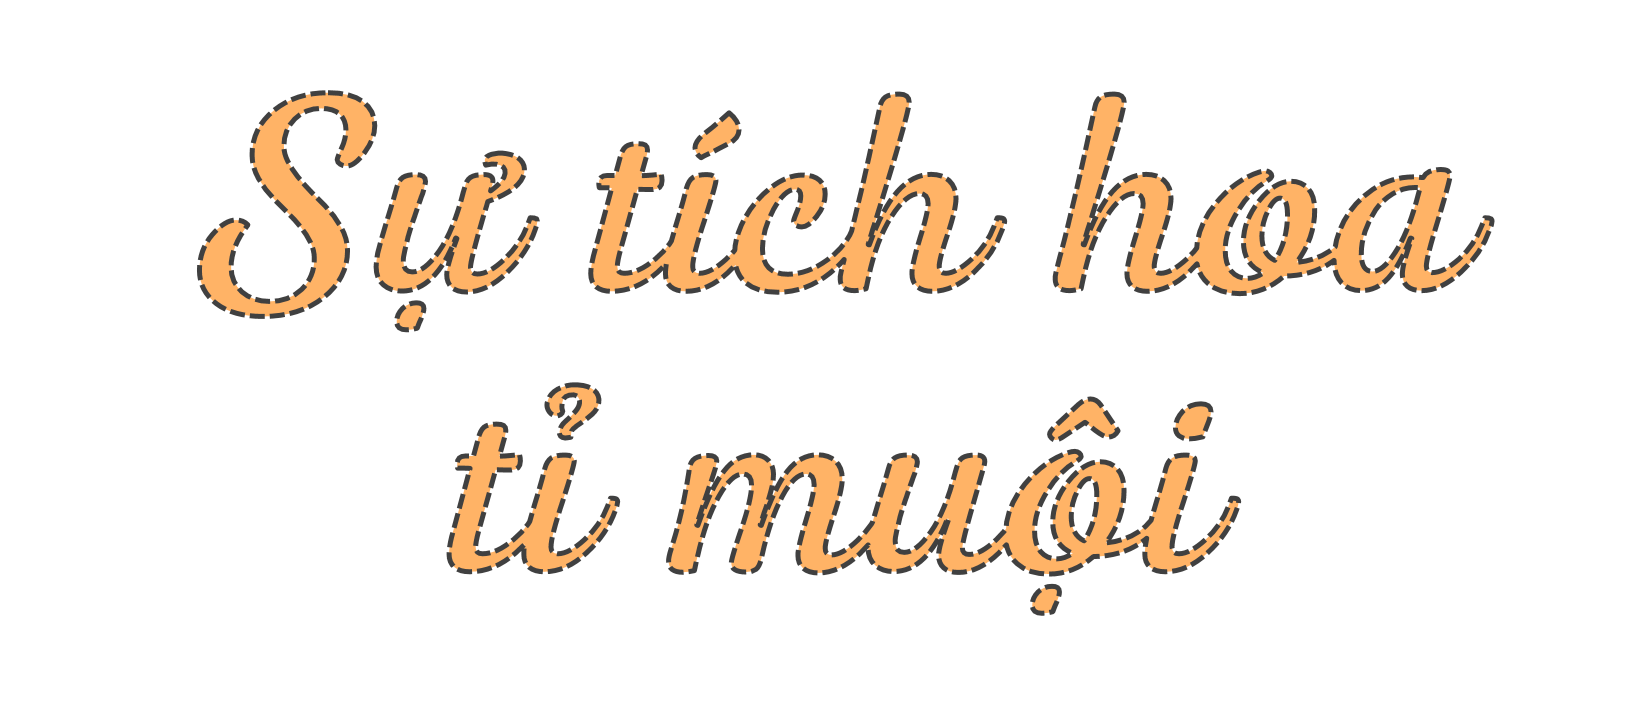 Sự tích hoa
tỉ muội